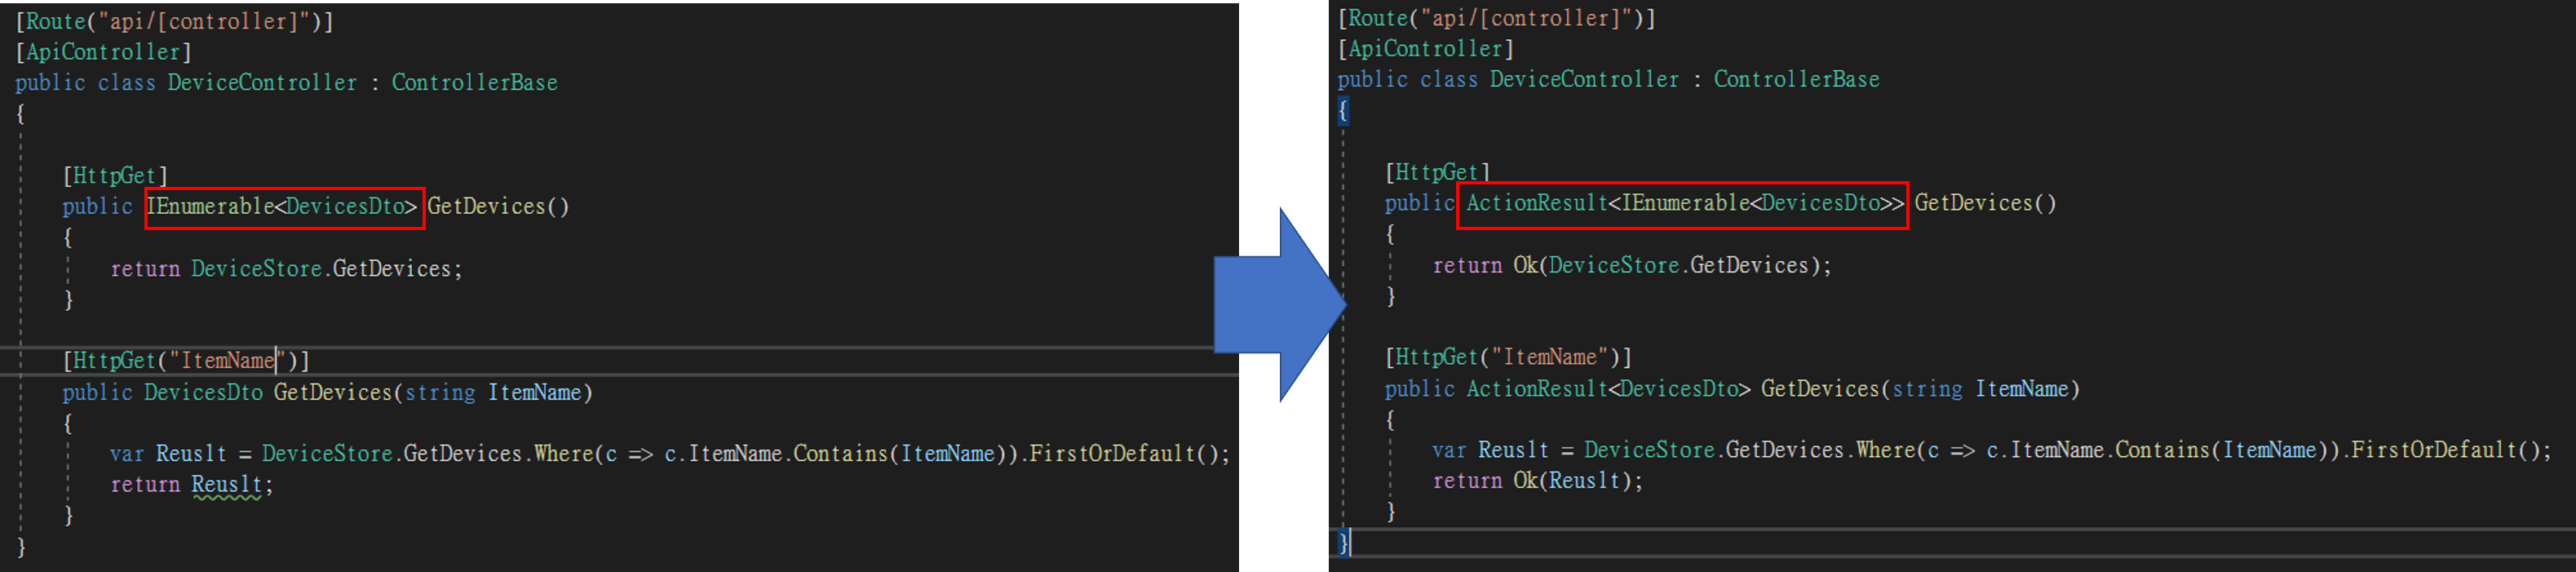 [Route("api/[controller]")]
[ApiController]
public class DeviceController : ControllerBase
{
[HttpGet]
public IEnumerable<DevicesDto> GetDevices()
{
return DeviceStore.GetDevices;
}
[HttpGet("ItemName")]
public DevicesDto GetDevices(string ItemName)
{
var Reuslt = DeviceStore.GetDevices.Where(c => c.ItemName.Contains(ItemName)).FirstOrDefault();
return Reuslt;
}
}
[Route("api/[controller]")]
[ApiController]
public class DeviceController : ControllerBase
{
[HttpGet]
public ActionResult<IEnumerable<DevicesDto>> GetDevices()
{
return Ok(DeviceStore.GetDevices);
}
[HttpGet("ItemName")]
public ActionResult<DevicesDto> GetDevices(string ItemName)
{
var Reuslt = DeviceStore.GetDevices.Where(c => c.ItemName.Contains(ItemName)).FirstOrDefault();
return Ok(Reuslt);
}
}